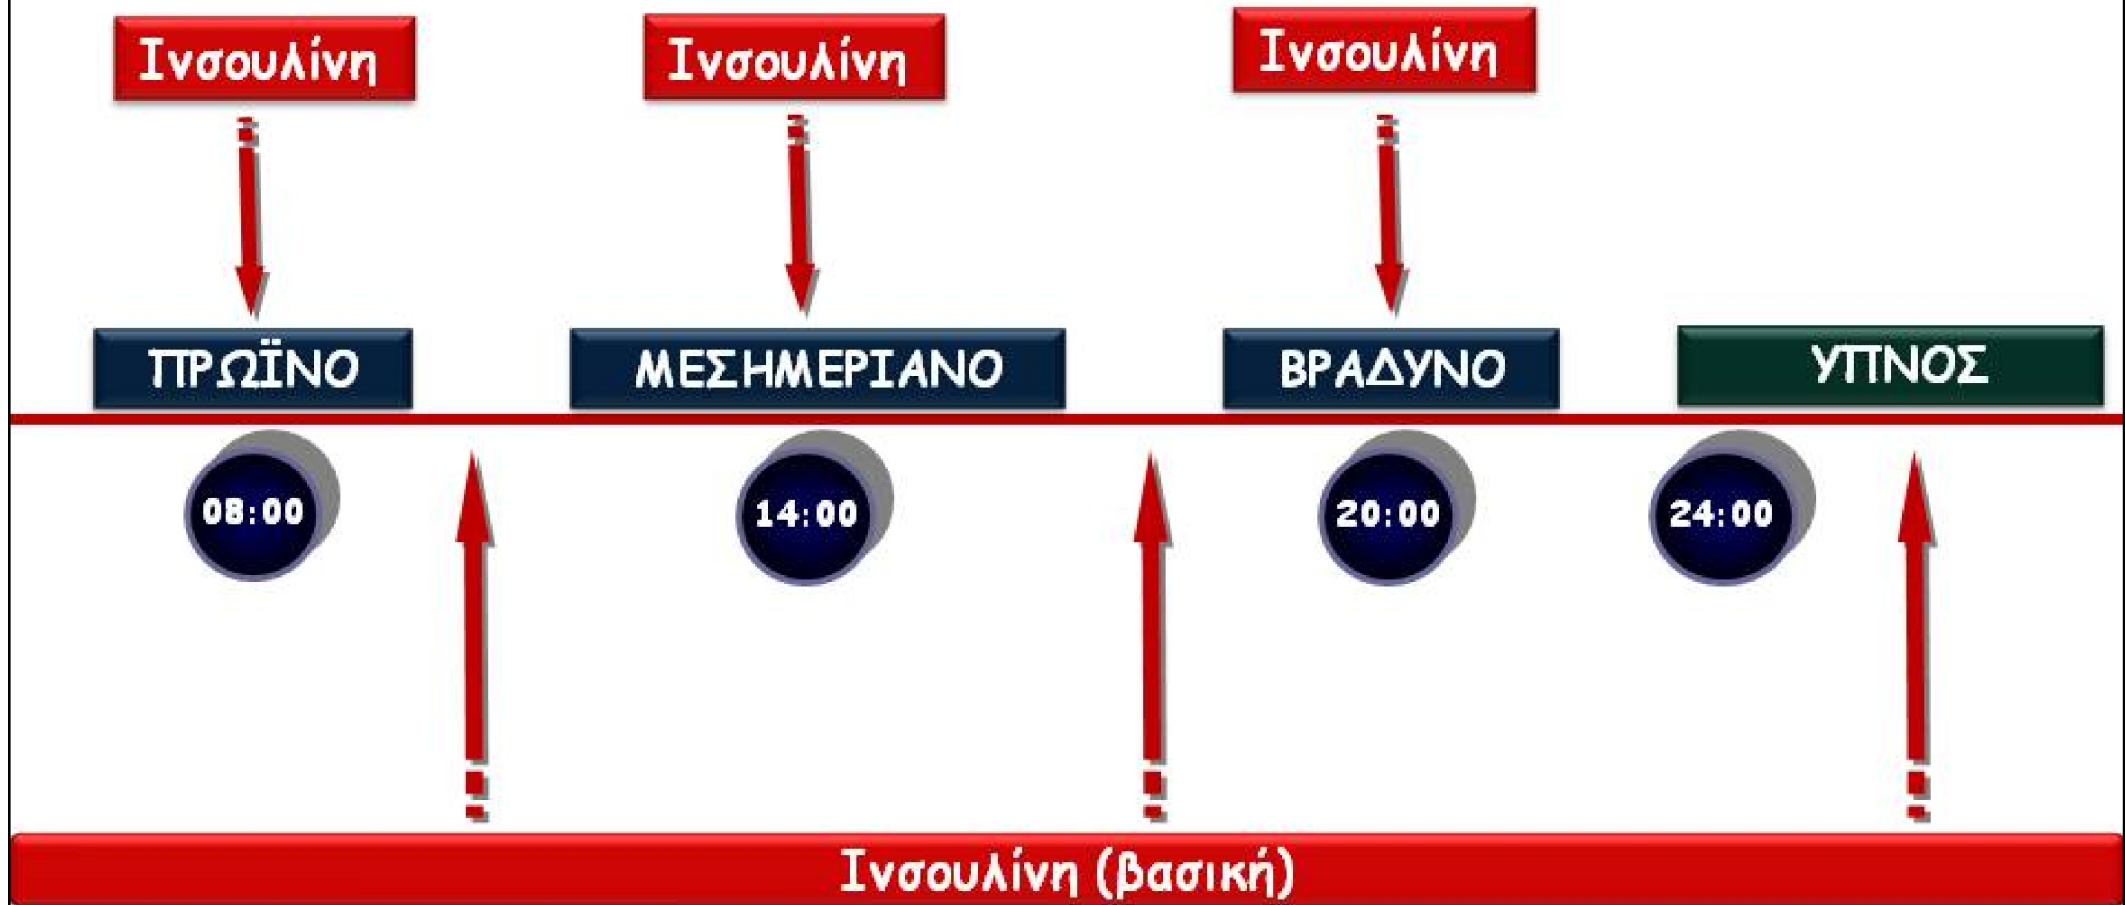 Ινσουλίνη
Ινσουλίνη
Ινσουλίνη
ΠΡΩΪΝΟ
ΜΕΣΗΜΕΡΙΑΝΟ
ΒΡΑΔΥΝΟ
ΥΠΝΟΣ
08:00
14:00
20:00
24:00
Ινσουλίνη (βασική)